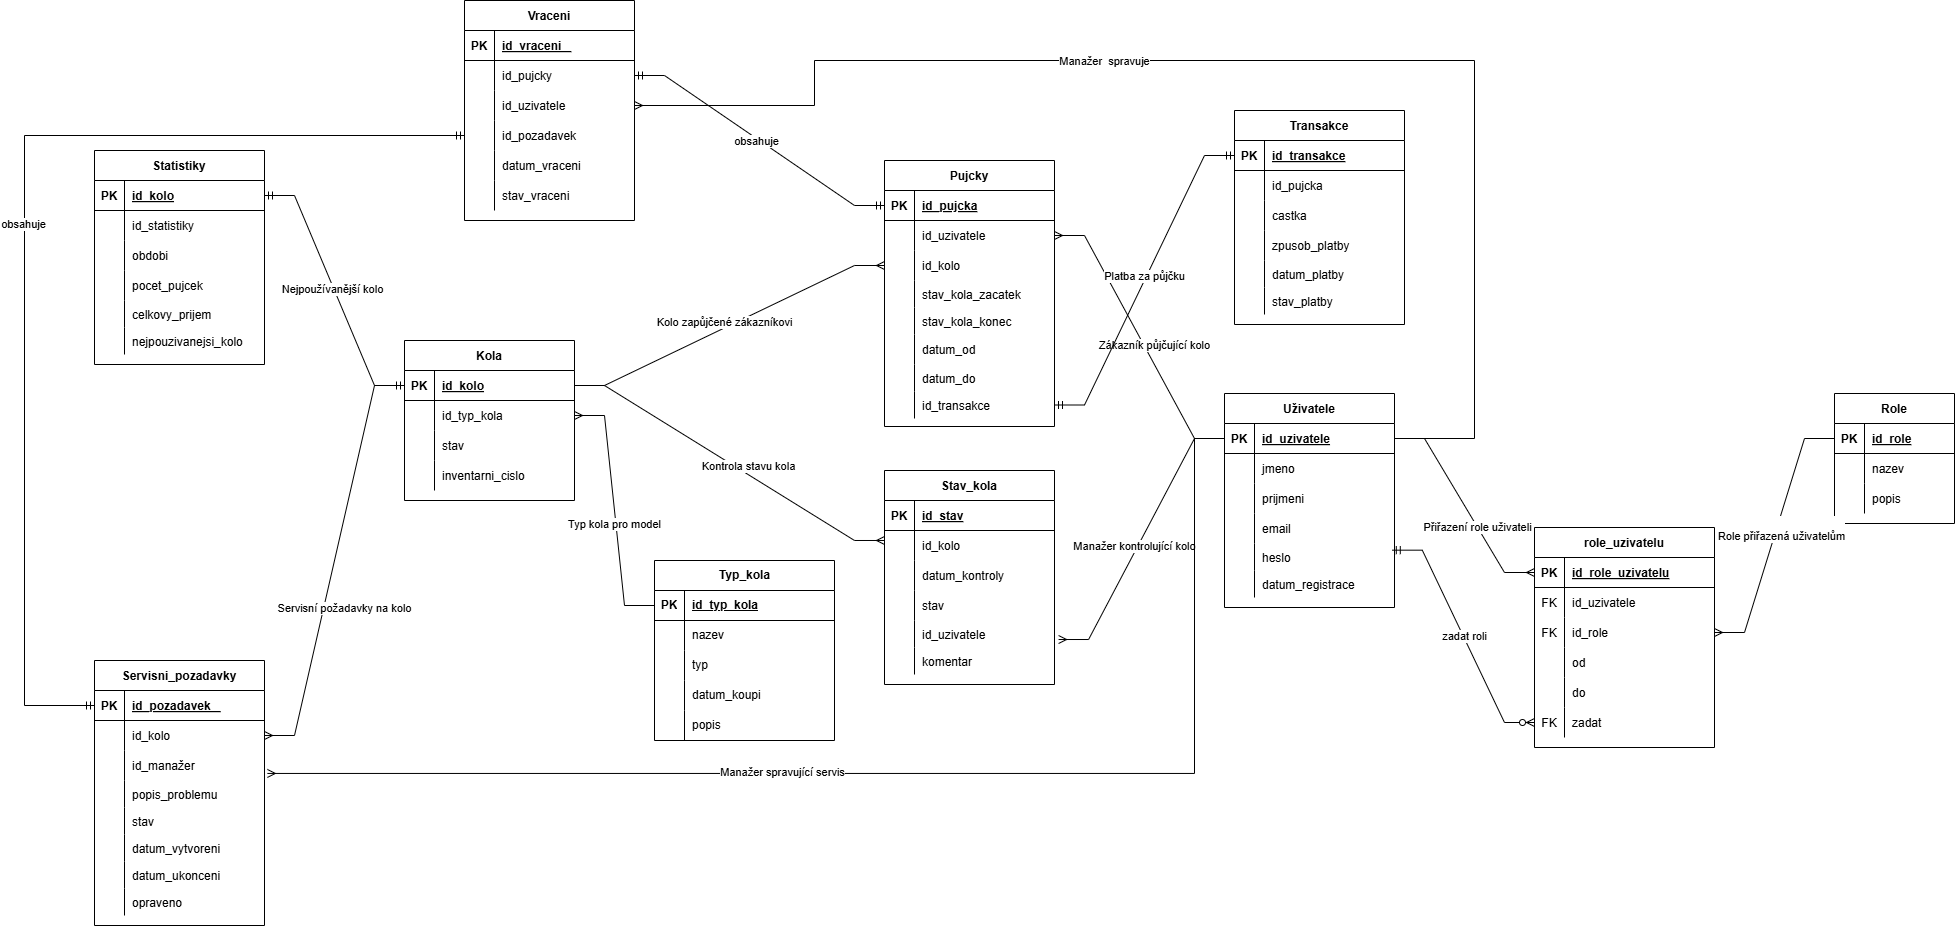 Vraceni
PK id_vraceni
id_pujcky
id_uzivatele
id_pozadavek
datum_vraceni
stav_vraceni
Manažer spravuje
obsahuje
obsahuje
Statistiky
PK id_kolo
id_statistiky
obdobi
pocet_pujcek
celkovy_prijem
nejpouzivanejsi_kolo
Nejpoužívanější kolo
Pujcky
PK id_pujcka
id_uzivatele
id_kolo
stav_kola_zacatek
stav_kola_konec
datum_od
datum_do
id_transakce
Transakce
PK id_transakce
id_pujcka
castka
zpusob_platby
datum_platby
stav_platby
Platba za půjčku
Zákazník půjčující kolo
Kolo zapůjčené zákazníkovi
Kola
PK id_kolo
id_typ_kola
stav
inventarni_cislo
Kontrola stavu kola
Typ kola pro model
Stav_kola
PK id_stav
id_kolo
datum_kontroly
stav
id_uzivatele
komentar
Manažer kontrolující kolo
Uživatele
PK id_uzivatele
jmeno
prijmeni
email
heslo
datum_registrace
Role
PK id_role
nazev
popis
Přiřazení role uživateli
Role přiřazená uživatelům
zadat roli
role_uzivatelu
PK id_role_uzivatelu
FK id_uzivatele
FK id_role
od
do
FK zadat
Typ_kola
PK id_typ_kola
nazev
typ
datum_koupi
popis
Servisní požadavky na kolo
Servisni_pozadavky
PK id_pozadavek
id_kolo
id_manažer
popis_problemu
stav
datum_vytvoreni
datum_ukonceni
opraveno
Manažer spravující servis